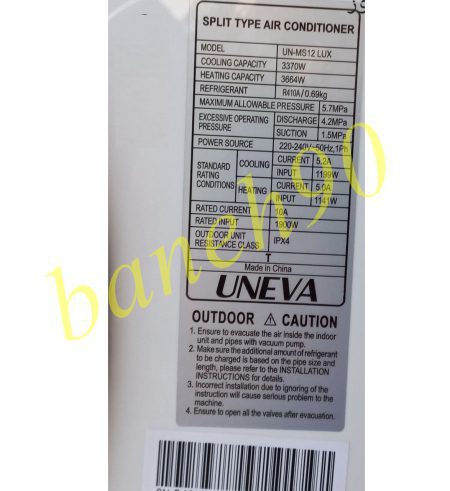 SPLIT TYPE AIR CONDITIONER
MODEL UN-MS12 LUX
COOLING CAPACITY 3370W
HEATING CAPACITY 3664W
REFRIGERANT R410A/0.69kg
MAXIMUM ALLOWABLE PRESSURE 5.7MPa
EXCESSIVE OPERATING PRESSURE DISCHARGE 4.2MPa
SUCTION 1.5MPa
POWER SOURCE 220-240V~50Hz,1Ph
STANDARD RATING CONDITIONS COOLING CURRENT 5.2A
INPUT 1199W
HEATING CURRENT 5.0A
INPUT 1141W
RATED CURRENT 10A
RATED INPUT 1900W
OUTDOOR UNIT RESISTANCE CLASS IPX4
T
Made in China
UNEVA
OUTDOOR ⚠ CAUTION
1. Ensure to evacuate the air inside the indoor
unit and pipes with vacuum pump.
2. Make sure the additional amount of refrigerant
to be charged is based on the pipe size and
length, please refer to the INSTALLATION
INSTRUCTIONS for details.
3. Incorrect installation due to ignoring of the
instruction will cause serious problem to the
machine.
4. Ensure to open all the valves after evacuation.
baneh90